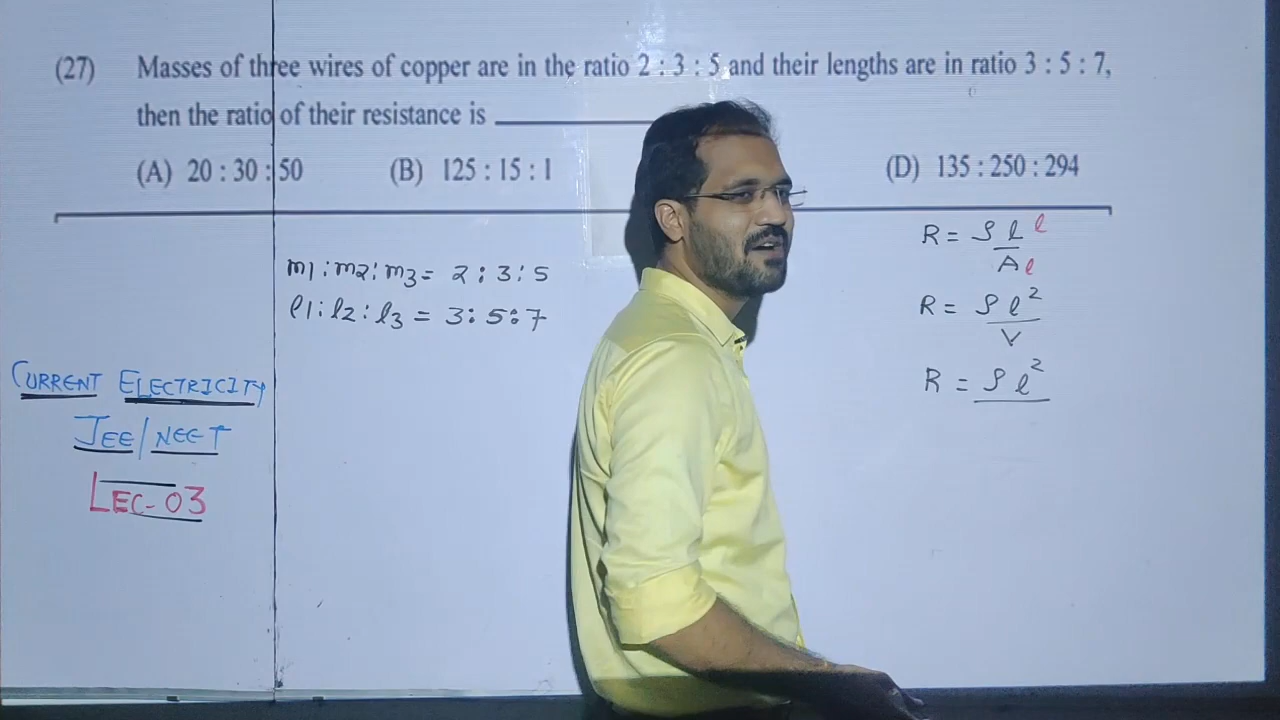 (27) Masses of three wires of copper are in the ratio 2 : 3 : 5 and their lengths are in ratio 3 : 5 : 7,
then the ratio of their resistance is ________
(A) 20 : 30 : 50 (B) 125 : 15 : 1 (D) 135 : 250 : 294
m1 : m2 : m3 = 2 : 3 : 5
l1 : l2 : l3 = 3 : 5 : 7
R = ρ l l / A l
R = ρ l² / V
R = ρ l²
CURRENT ELECTRICITY
JEE/NEET
LEC-03